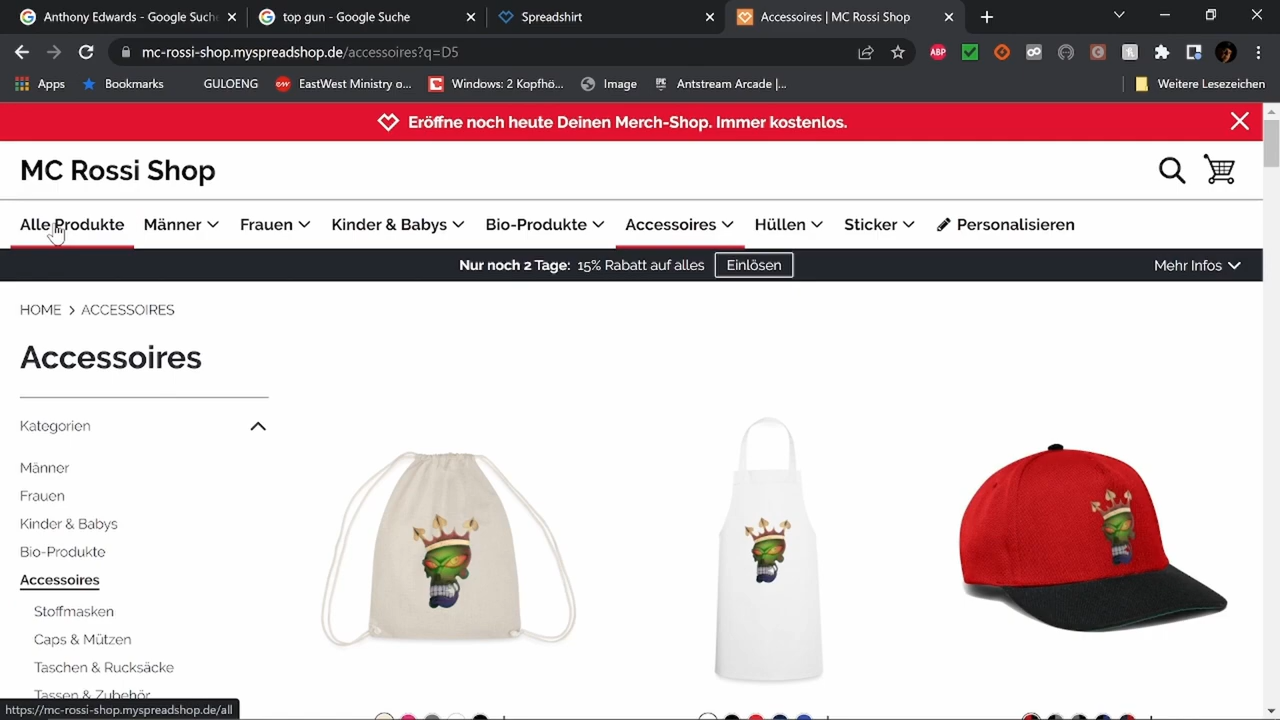 Anthony Edwards - Google Suche
top gun - Google Suche
Spreadshirt
Accessoires | MC Rossi Shop
mc-rossi-shop.myspreadshop.de/accessoires?q=D5
ABP
Apps
Bookmarks
GULOENG
EastWest Ministry o...
Windows: 2 Kopfhö...
Image
Antstream Arcade |...
Weitere Lesezeichen
Eröffne noch heute Deinen Merch-Shop. Immer kostenlos.
MC Rossi Shop
Alle Produkte
Männer
Frauen
Kinder & Babys
Bio-Produkte
Accessoires
Hüllen
Sticker
Personalisieren
Nur noch 2 Tage: 15% Rabatt auf alles
Einlösen
Mehr Infos
HOME > ACCESSOIRES
Accessoires
Kategorien
Männer
Frauen
Kinder & Babys
Bio-Produkte
Accessoires
Stoffmasken
Caps & Mützen
Taschen & Rucksäcke
Tassen & Zubehör
https://mc-rossi-shop.myspreadshop.de/all